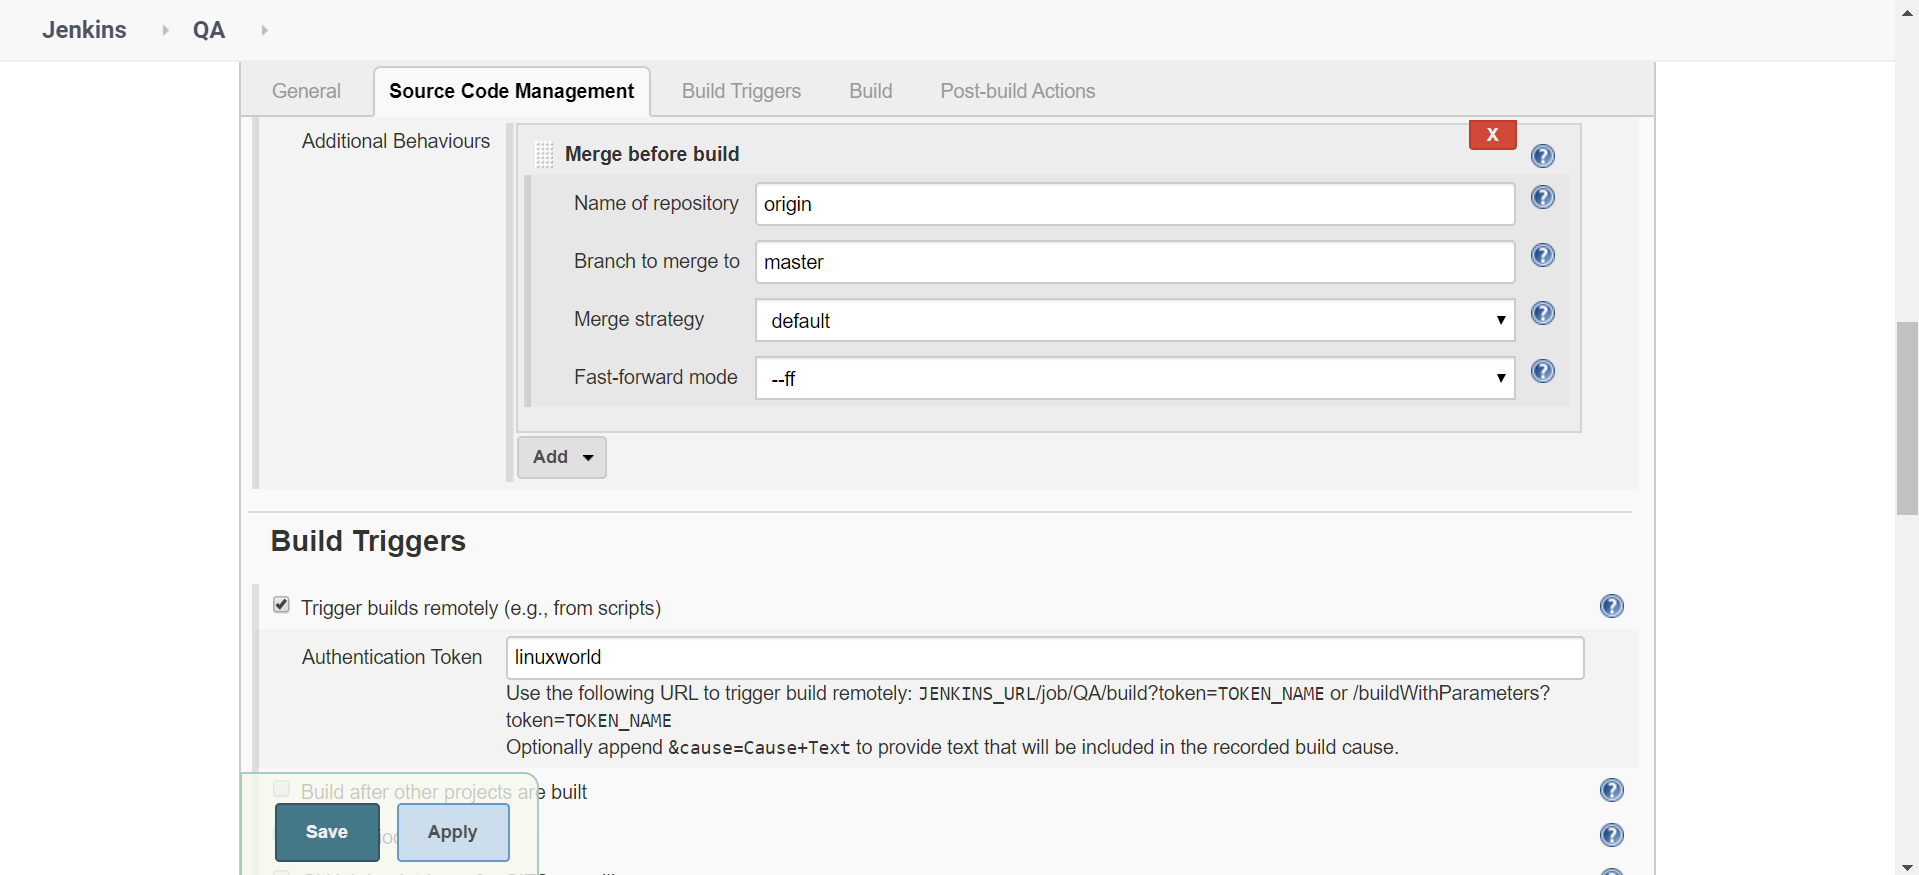 Jenkins QA
General Source Code Management Build Triggers Build Post-build Actions
Additional Behaviours
X
Merge before build
Name of repository origin
Branch to merge to master
Merge strategy default
Fast-forward mode --ff
Add
Build Triggers
Trigger builds remotely (e.g., from scripts)
Authentication Token linuxworld
Use the following URL to trigger build remotely: JENKINS_URL/job/QA/build?token=TOKEN_NAME or /buildWithParameters?
token=TOKEN_NAME
Optionally append &cause=Cause+Text to provide text that will be included in the recorded build cause.
Build after other projects are built
Save Apply